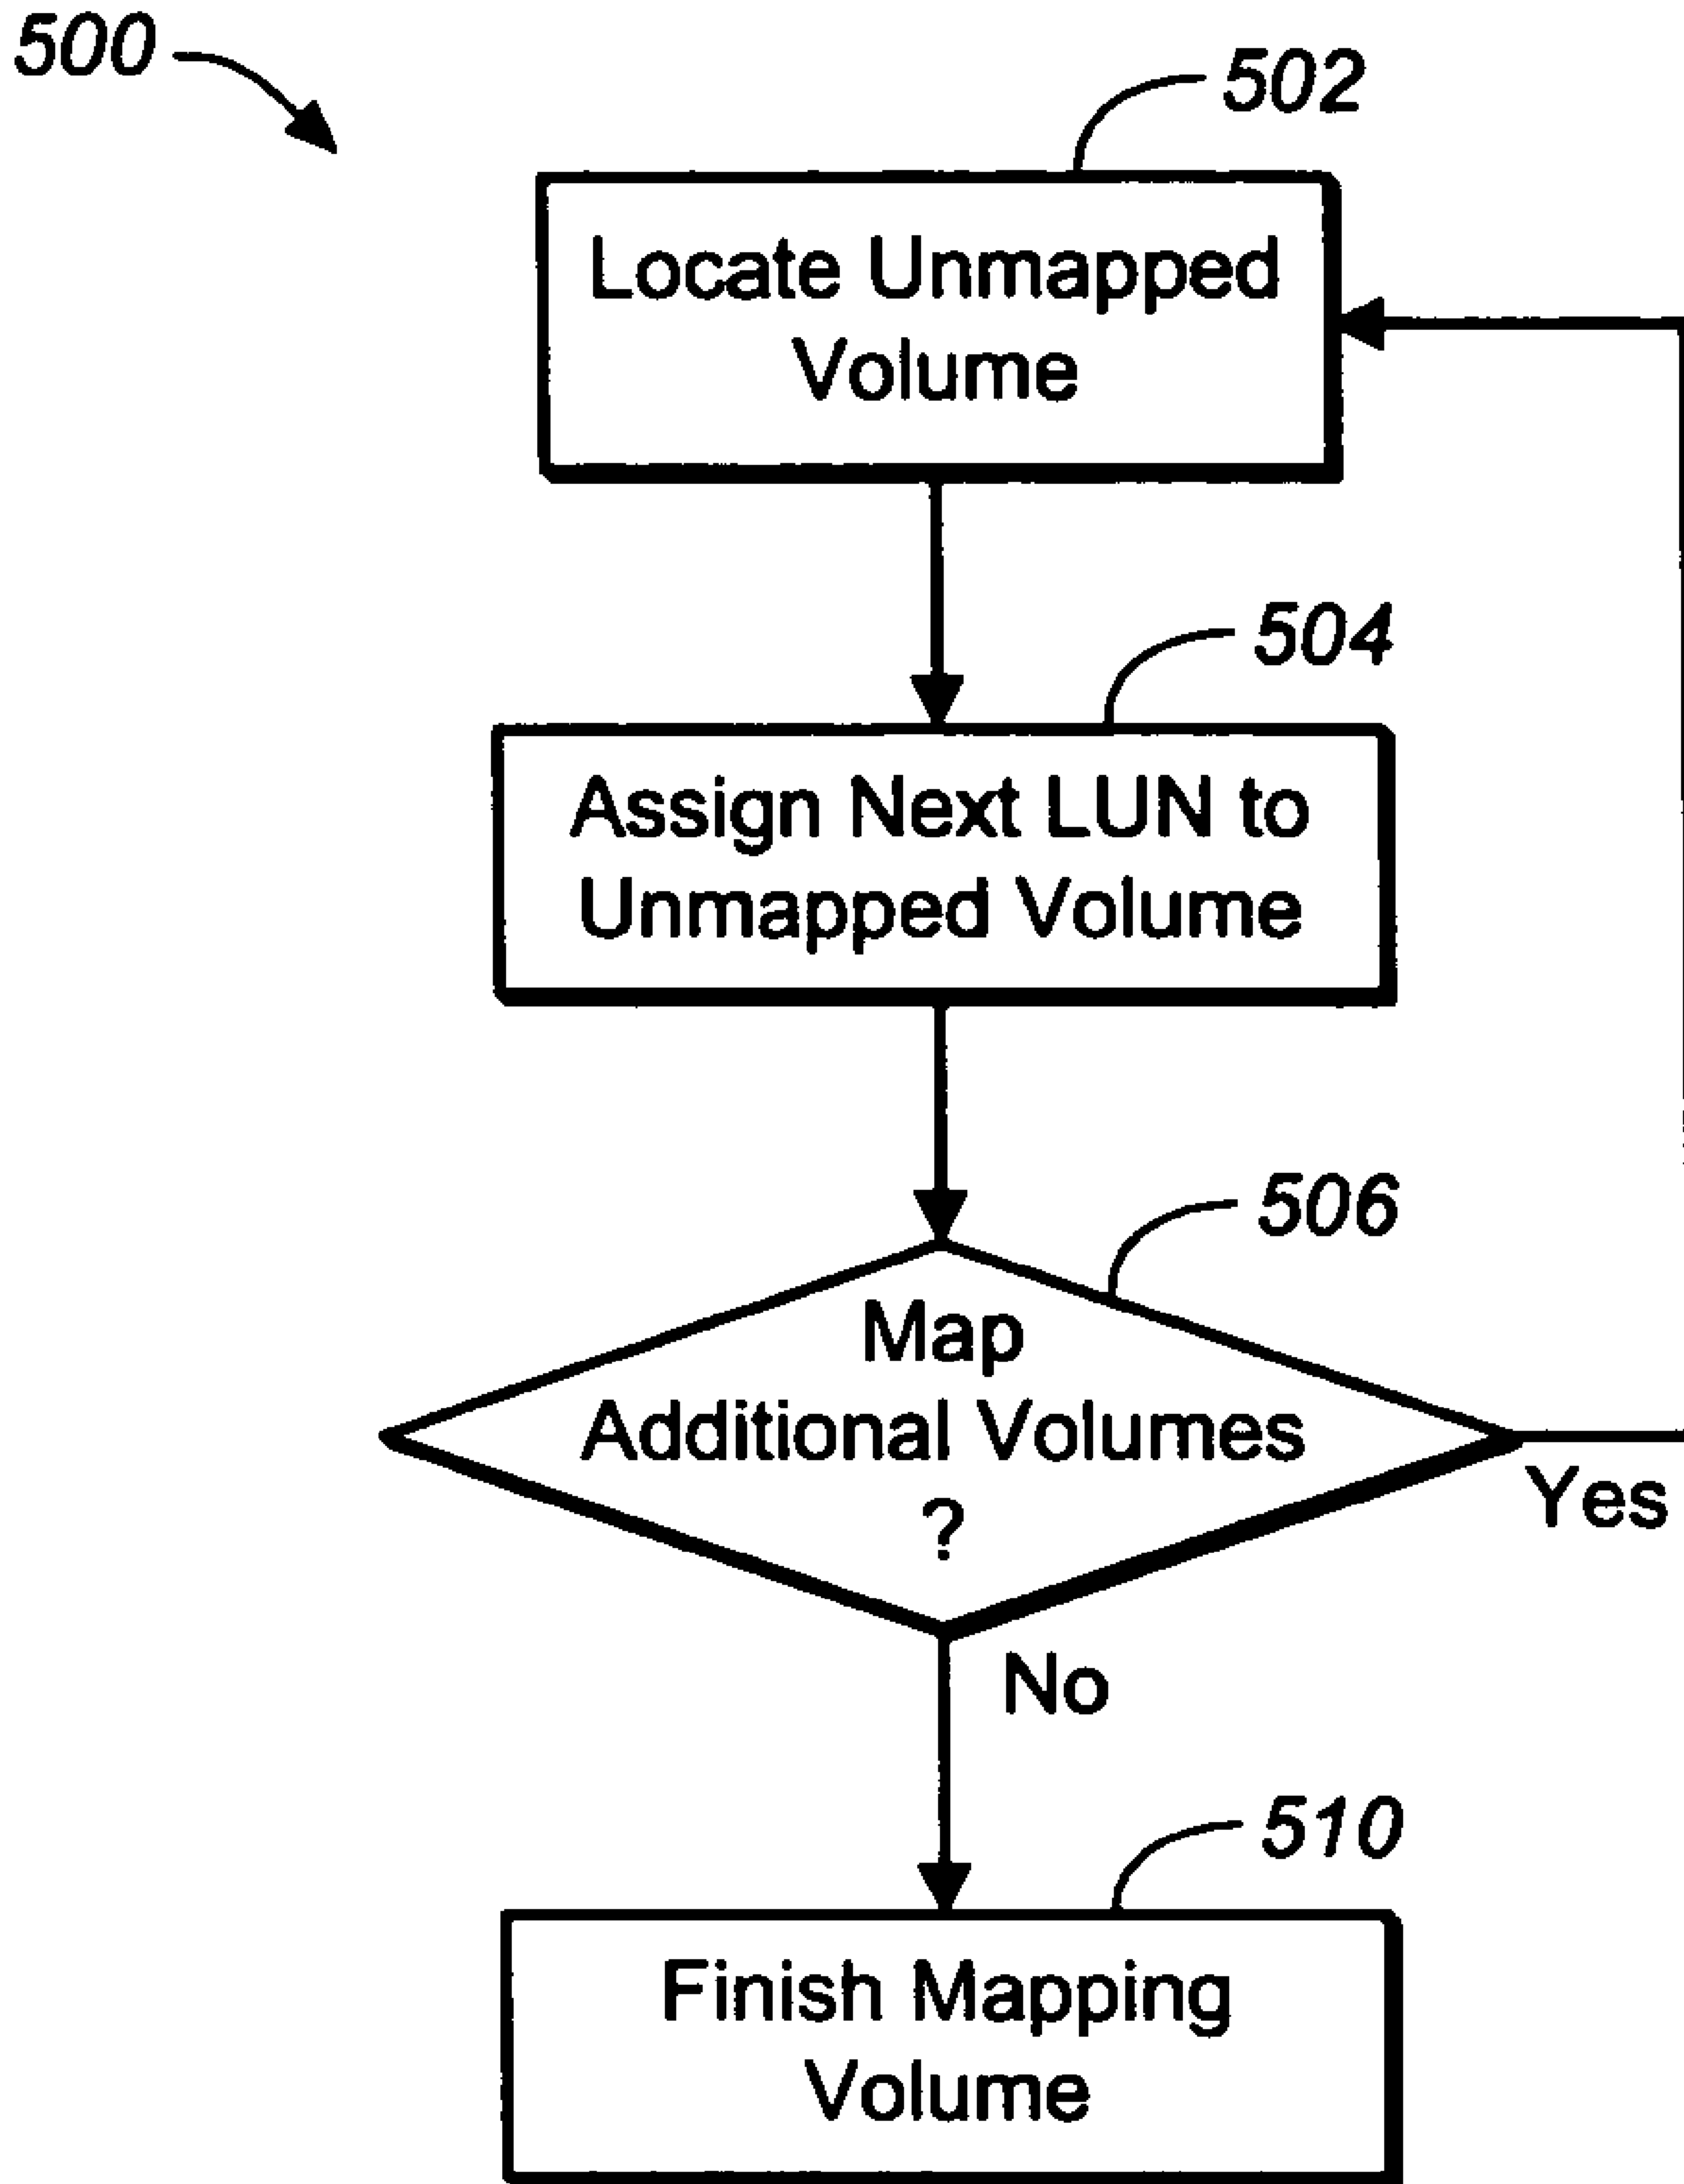 500
502
Locate Unmapped
Volume
504
Assign Next LUN to
Unmapped Volume
506
Map
Additional Volumes
?
Yes
No
510
Finish Mapping
Volume